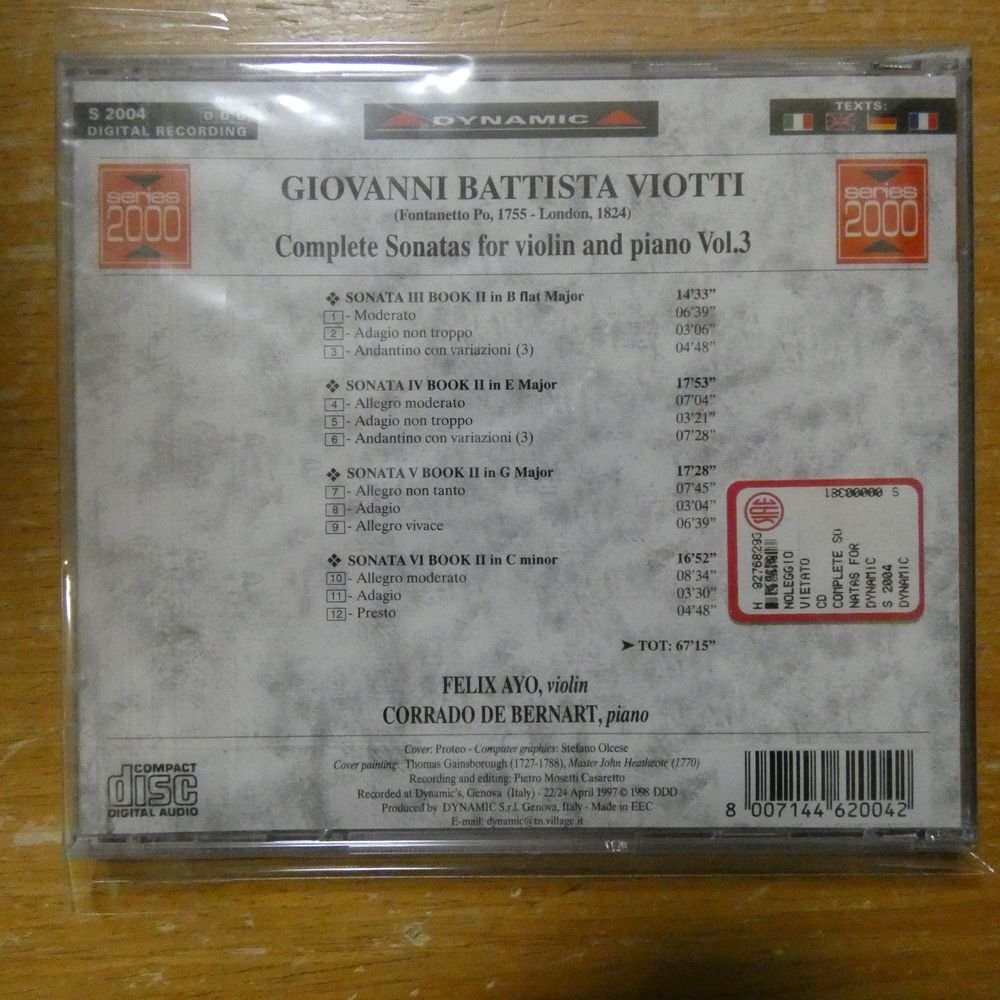 S 2004 DDD
DIGITAL RECORDING
DYNAMIC
TEXTS:
series
2000
series
2000
GIOVANNI BATTISTA VIOTTI
(Fontanetto Po, 1755 - London, 1824)
Complete Sonatas for violin and piano Vol.3
❖ SONATA III BOOK II in B flat Major 14'33"
1 - Moderato 06'39"
2 - Adagio non troppo 03'06"
3 - Andantino con variazioni (3) 04'48"
❖ SONATA IV BOOK II in E Major 17'53"
4 - Allegro moderato 07'04"
5 - Adagio non troppo 03'21"
6 - Andantino con variazioni (3) 07'28"
❖ SONATA V BOOK II in G Major 17'28"
7 - Allegro non tanto 07'45"
8 - Adagio 03'04"
9 - Allegro vivace 06'39"
❖ SONATA VI BOOK II in C minor 16'52"
10 - Allegro moderato 08'34"
11 - Adagio 03'30"
12 - Presto 04'48"
➤ TOT: 67'15"
S 00000381
SIAE
H 92768293
NOLEGGIO
VIETATO
CD
COMPLETE SO
NATAS FOR
DYNAMIC
S 2004
DYNAMIC
FELIX AYO, violin
CORRADO DE BERNART, piano
Cover: Proteo - Computer graphics: Stefano Olcese
Cover painting: Thomas Gainsborough (1727-1788), Master John Heathcote (1770)
Recording and editing: Pietro Mosetti Casaretto
Recorded at Dynamic's, Genova (Italy) - 22/24 April 1997 © 1998 DDD
Produced by DYNAMIC S.r.l. Genova, Italy - Made in EEC
E-mail: dynamic@tn.village.it
COMPACT
disc
DIGITAL AUDIO
8 007144 620042